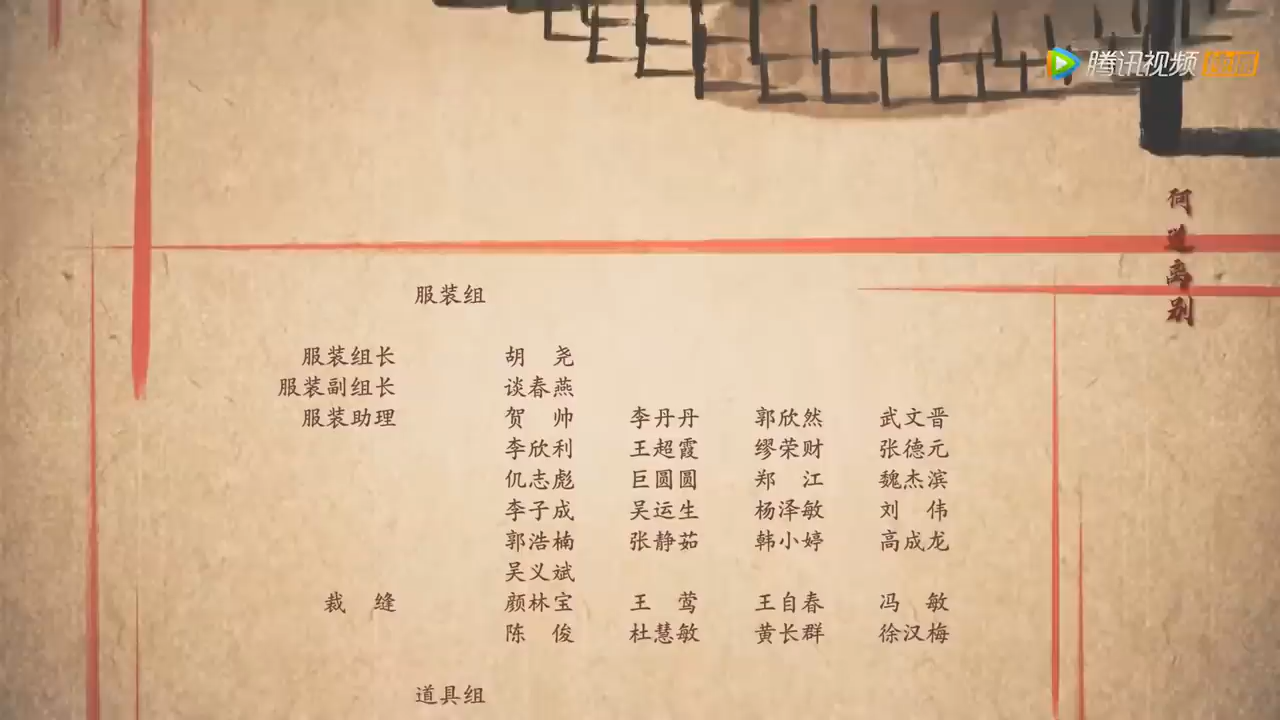 腾讯视频
何道离别
服装组
服装组长 胡 尧
服装副组长 谈春燕
服装助理 贺 帅 李丹丹 郭欣然 武文晋
李欣利 王超霞 缪荣财 张德元
仉志彪 巨圆圆 郑 江 魏杰滨
李子成 吴运生 杨泽敏 刘 伟
郭浩楠 张静茹 韩小婷 高成龙
吴义斌
裁 缝 颜林宝 王 莺 王自春 冯 敏
陈 俊 杜慧敏 黄长群 徐汉梅
道具组